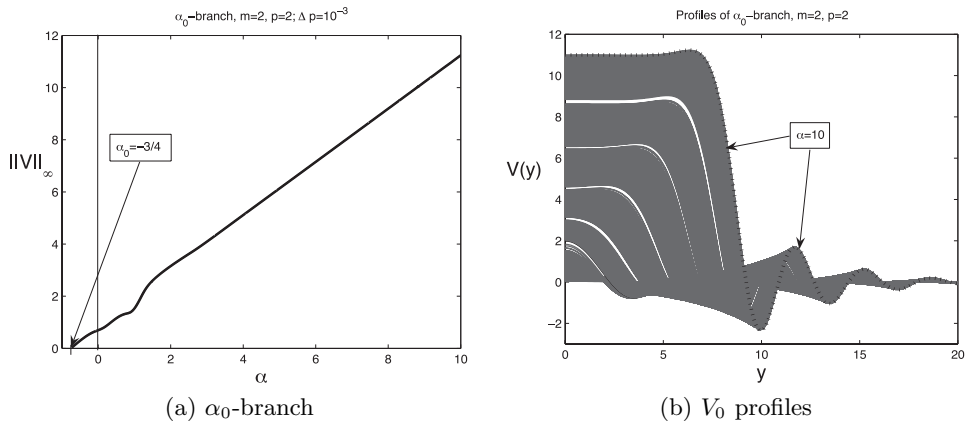 α₀−branch, m=2, p=2; Δ p=10⁻³
12
10
8
6
4
2
0
||V||∞
α₀=−3/4
0
2
4
6
8
10
α
(a) α₀-branch
Profiles of α₀−branch, m=2, p=2
12
10
8
6
4
2
0
−2
V(y)
α=10
0
5
10
15
20
y
(b) V₀ profiles